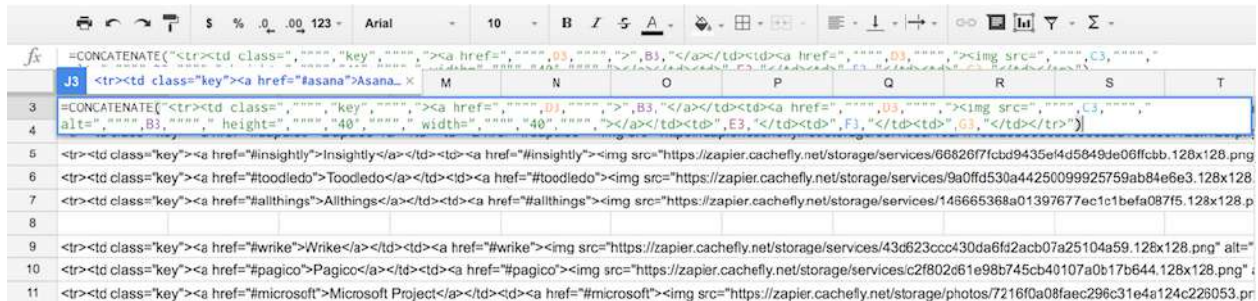 $ % .0 .00 123 Arial 10 B I S A Σ
fx =CONCATENATE("<tr><td class=","""","key","""","><a href=","""",D3,"""",">",B3,"</a></td><td><a href=","""",D3,"""","><img src=","""",C3,"""","
J3 <tr><td class="key"><a href="#asana">Asana... × M N O P Q R S T
3 =CONCATENATE("<tr><td class=","""","key","""","><a href=","""",D3,"""",">",B3,"</a></td><td><a href=","""",D3,"""","><img src=","""",C3,"""","
alt=","""",B3,""""," height=","""","40",""""," width=","""","40","""","></a></td><td>",E3,"</td><td>",F3,"</td><td>",G3,"</td></tr>")
4
5 <tr><td class="key"><a href="#insightly">Insightly</a></td><td><a href="#insightly"><img src="https://zapier.cachefly.net/storage/services/66826f7fcbd9435ef4d5849de06ffcbb.128x128.png
6 <tr><td class="key"><a href="#toodledo">Toodledo</a></td><td><a href="#toodledo"><img src="https://zapier.cachefly.net/storage/services/9a0ffd530a44250099925759ab84e6e3.128x128.
7 <tr><td class="key"><a href="#allthings">Allthings</a></td><td><a href="#allthings"><img src="https://zapier.cachefly.net/storage/services/146665368a01397677ec1c1befa087f5.128x128.p
8
9 <tr><td class="key"><a href="#wrike">Wrike</a></td><td><a href="#wrike"><img src="https://zapier.cachefly.net/storage/services/43d623ccc430da6fd2acb07a25104a59.128x128.png" alt="
10 <tr><td class="key"><a href="#pagico">Pagico</a></td><td><a href="#pagico"><img src="https://zapier.cachefly.net/storage/services/c2f802d61e98b745cb40107a0b17b644.128x128.png"
11 <tr><td class="key"><a href="#microsoft">Microsoft Project</a></td><td><a href="#microsoft"><img src="https://zapier.cachefly.net/storage/photos/7216f0a08faec296c31e4a124c226053.pn